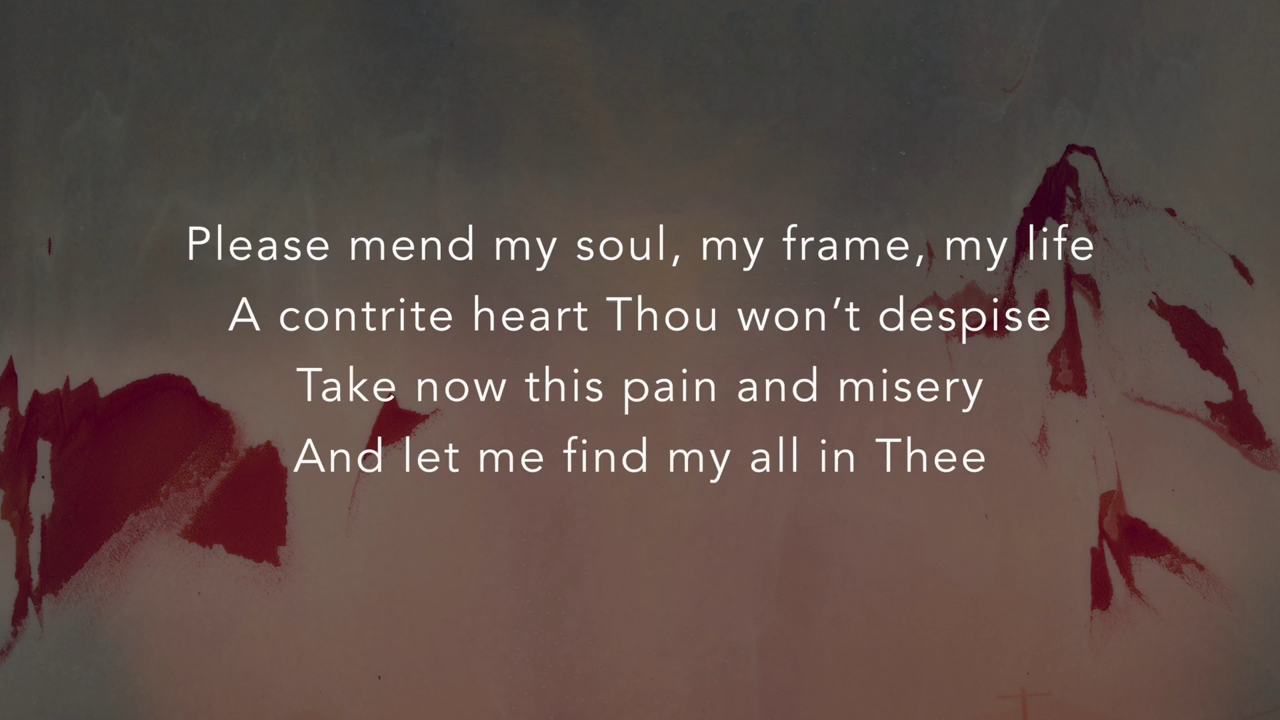 Please mend my soul, my frame, my life
A contrite heart Thou won’t despise
Take now this pain and misery
And let me find my all in Thee